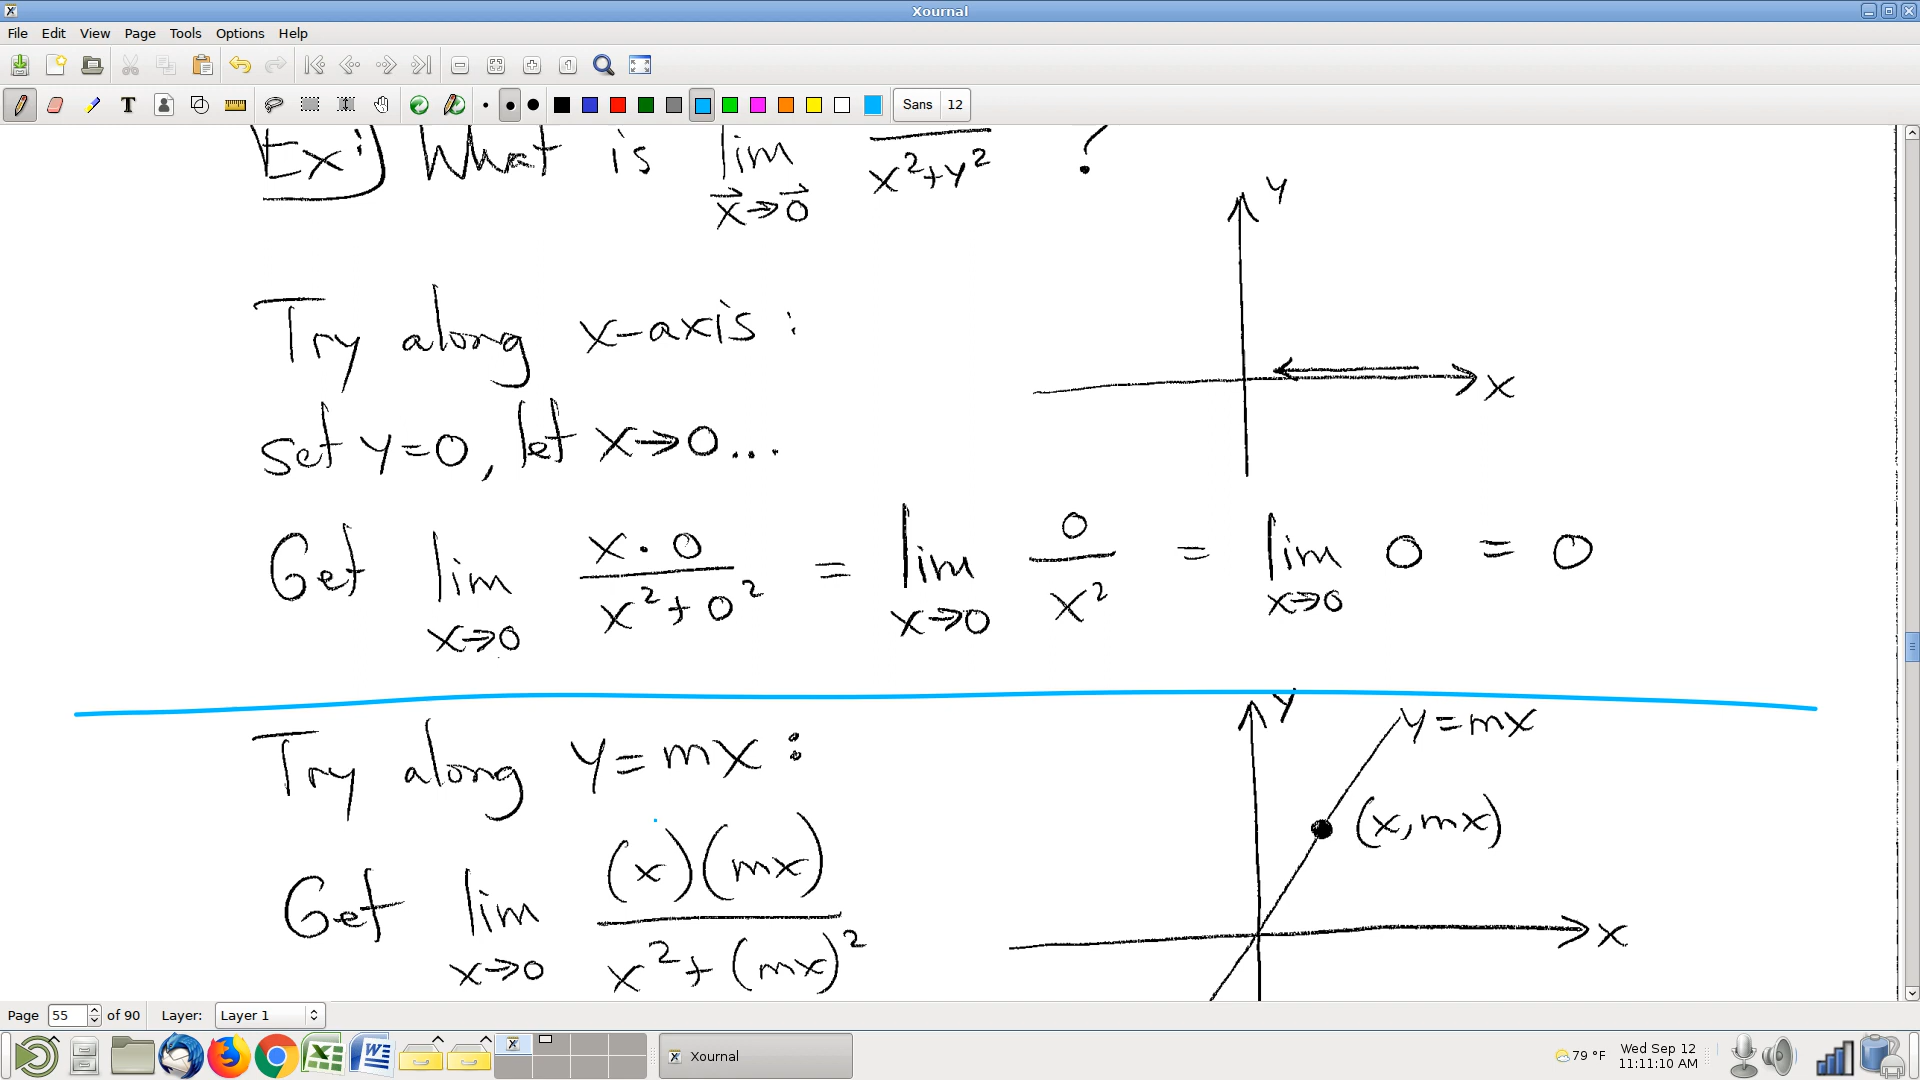 Xournal
File Edit View Page Tools Options Help
Sans 12
Ex: What is lim x→0 x²+y² ?
y
x
Try along x-axis:
set y=0, let x→0...
Get lim x→0 x·0 / x²+0² = lim x→0 0 / x² = lim x→0 0 = 0
Try along y=mx:
y
y=mx
(x,mx)
x
Get lim x→0 (x)(mx) / x²+(mx)²
Page 55 of 90 Layer: Layer 1
Xournal
79 °F
Wed Sep 12
11:11:10 AM